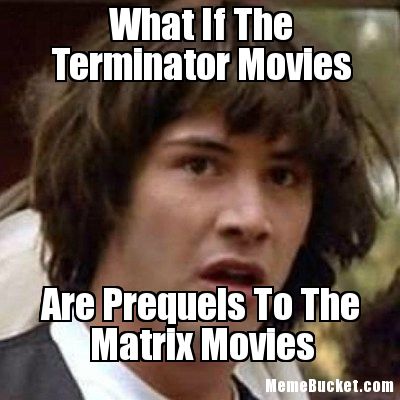 What If The
Terminator Movies
Are Prequels To The
Matrix Movies
MemeBucket.com